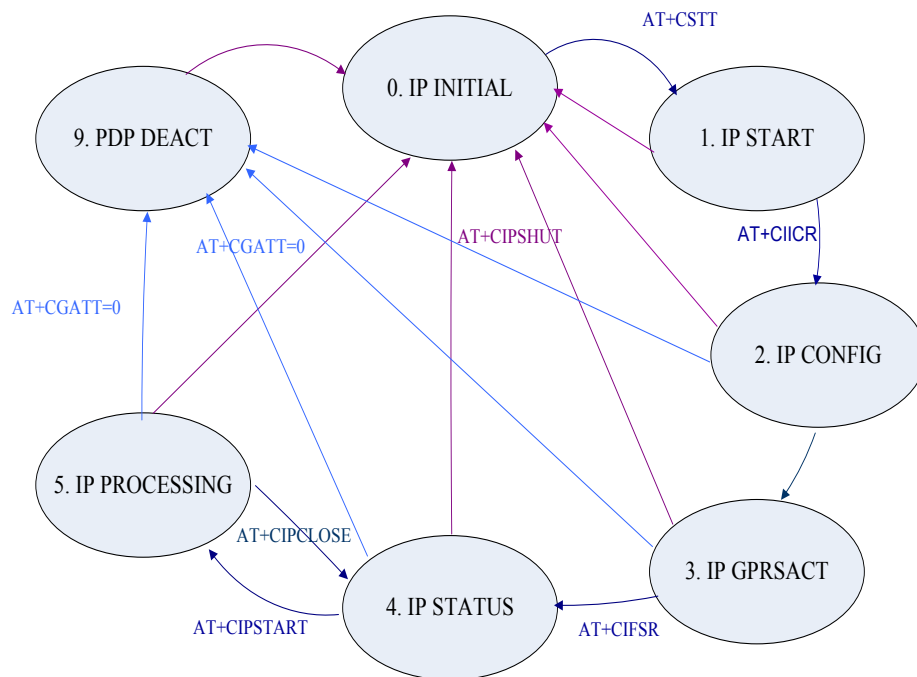 AT+CSTT
0. IP INITIAL
9. PDP DEACT
1. IP START
AT+CIPSHUT
AT+CIICR
AT+CGATT=0
AT+CGATT=0
2. IP CONFIG
5. IP PROCESSING
AT+CIPCLOSE
3. IP GPRSACT
4. IP STATUS
AT+CIPSTART
AT+CIFSR